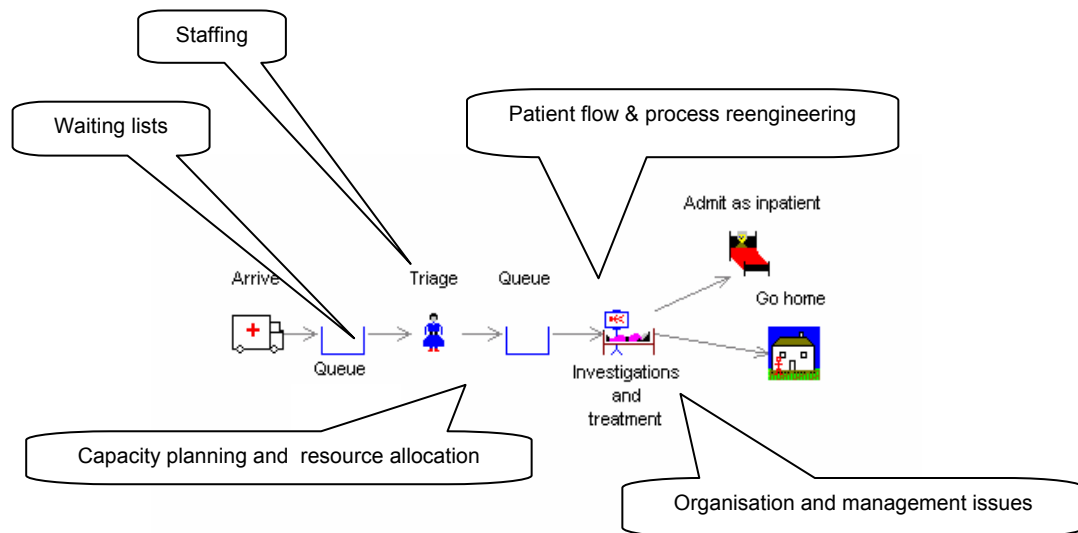 Staffing
Waiting lists
Patient flow & process reengineering
Admit as inpatient
Arrive
Triage
Queue
Go home
Queue
Investigations
and
treatment
Capacity planning and resource allocation
Organisation and management issues